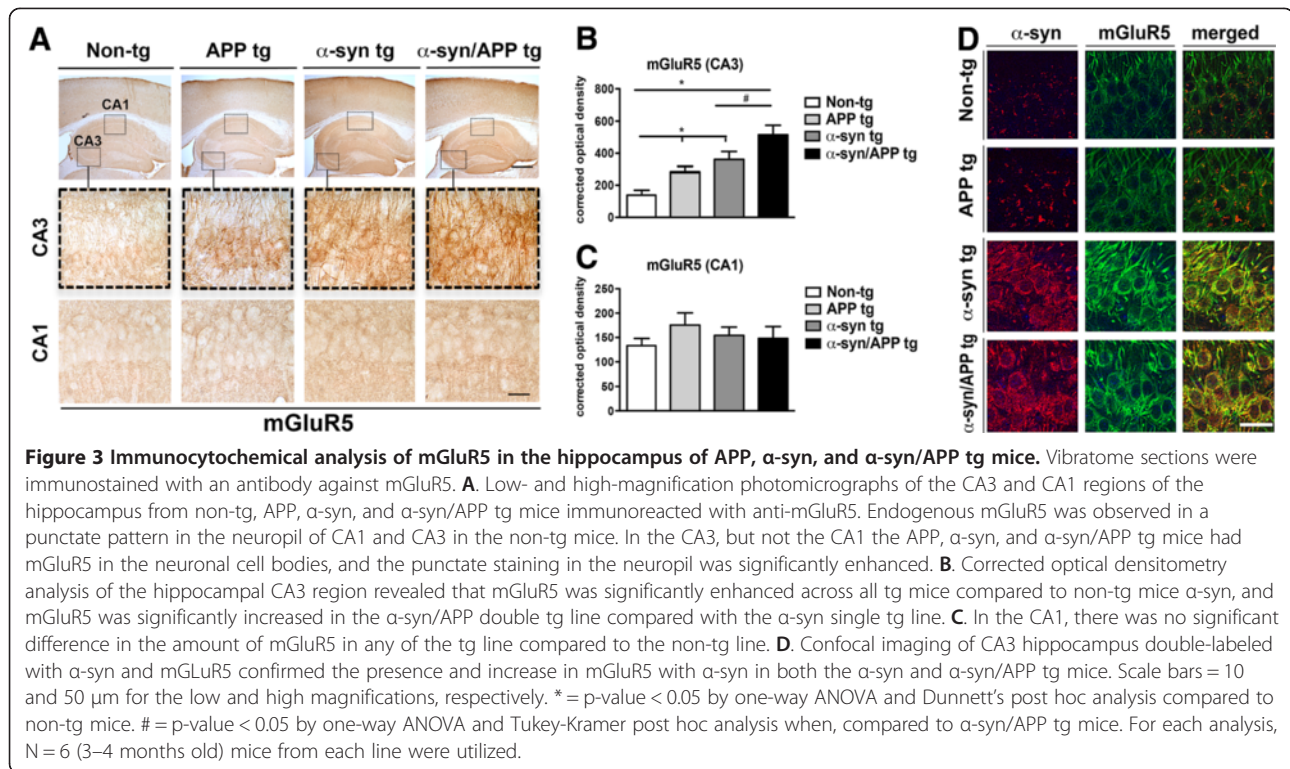 A
Non-tg APP tg α-syn tg α-syn/APP tg
CA1
CA3
CA3
CA1
mGluR5
B
mGluR5 (CA3)
corrected optical density
800
600
400
200
0
*
#
*
Non-tg
APP tg
α-syn tg
α-syn/APP tg
C
mGluR5 (CA1)
corrected optical density
250
200
150
100
50
0
Non-tg
APP tg
α-syn tg
α-syn/APP tg
D
α-syn mGluR5 merged
Non-tg
APP tg
α-syn tg
α-syn/APP tg
Figure 3 Immunocytochemical analysis of mGluR5 in the hippocampus of APP, α-syn, and α-syn/APP tg mice. Vibratome sections were
immunostained with an antibody against mGluR5. A. Low- and high-magnification photomicrographs of the CA3 and CA1 regions of the
hippocampus from non-tg, APP, α-syn, and α-syn/APP tg mice immunoreacted with anti-mGluR5. Endogenous mGluR5 was observed in a
punctate pattern in the neuropil of CA1 and CA3 in the non-tg mice. In the CA3, but not the CA1 the APP, α-syn, and α-syn/APP tg mice had
mGluR5 in the neuronal cell bodies, and the punctate staining in the neuropil was significantly enhanced. B. Corrected optical densitometry
analysis of the hippocampal CA3 region revealed that mGluR5 was significantly enhanced across all tg mice compared to non-tg mice α-syn, and
mGluR5 was significantly increased in the α-syn/APP double tg line compared with the α-syn single tg line. C. In the CA1, there was no significant
difference in the amount of mGluR5 in any of the tg line compared to the non-tg line. D. Confocal imaging of CA3 hippocampus double-labeled
with α-syn and mGLuR5 confirmed the presence and increase in mGluR5 with α-syn in both the α-syn and α-syn/APP tg mice. Scale bars = 10
and 50 μm for the low and high magnifications, respectively. * = p-value < 0.05 by one-way ANOVA and Dunnett's post hoc analysis compared to
non-tg mice. # = p-value < 0.05 by one-way ANOVA and Tukey-Kramer post hoc analysis when, compared to α-syn/APP tg mice. For each analysis,
N = 6 (3–4 months old) mice from each line were utilized.